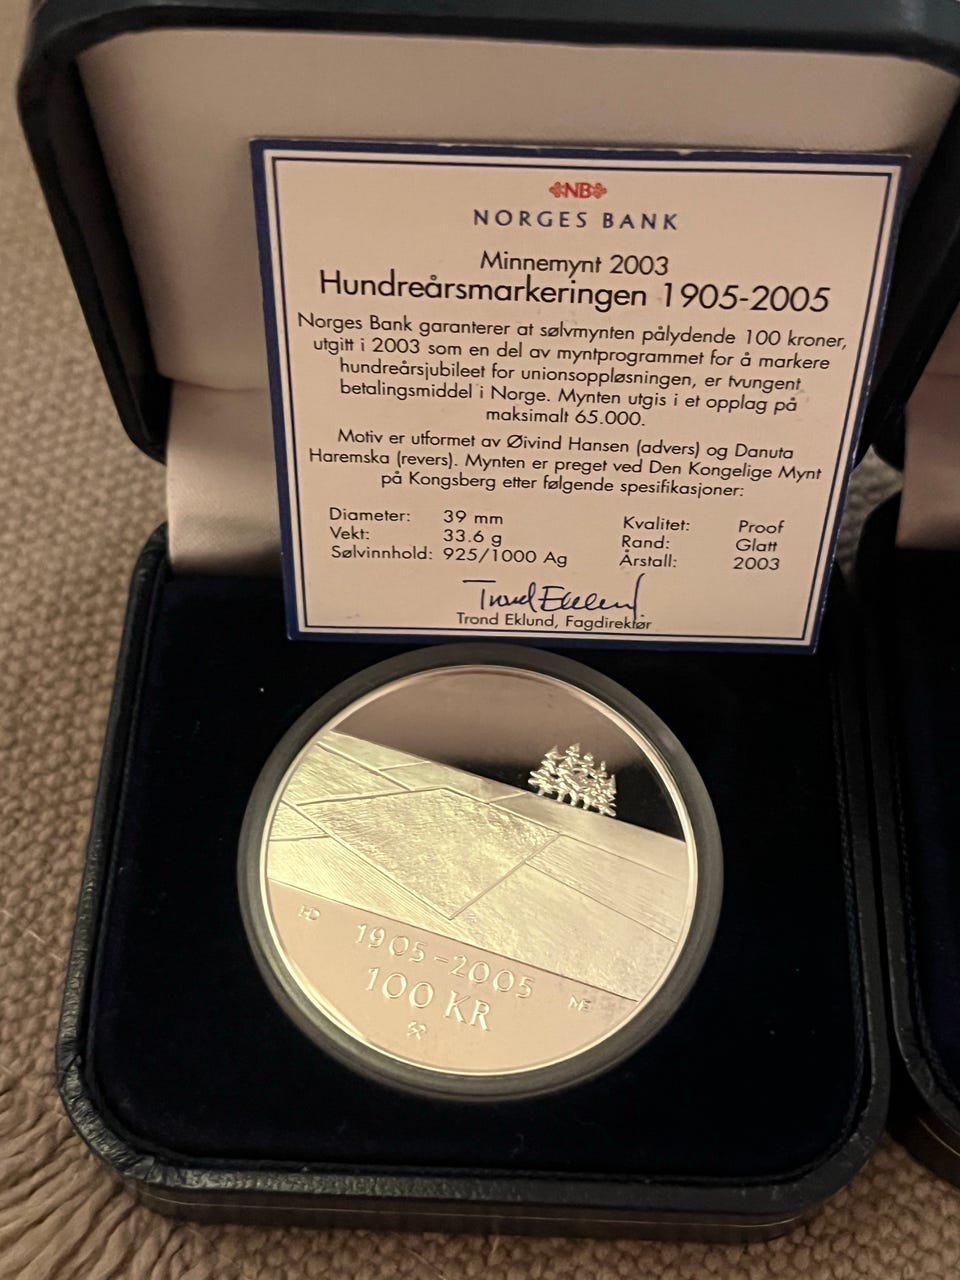 NB
NORGES BANK
Minnemynt 2003
Hundreårsmarkeringen 1905-2005
Norges Bank garanterer at sølvmynten pålydende 100 kroner,
utgitt i 2003 som en del av myntprogrammet for å markere
hundreårsjubileet for unionsoppløsningen, er tvungent
betalingsmiddel i Norge. Mynten utgis i et opplag på
maksimalt 65.000.
Motiv er utformet av Øivind Hansen (advers) og Danuta
Haremska (revers). Mynten er preget ved Den Kongelige Mynt
på Kongsberg etter følgende spesifikasjoner:
Diameter: 39 mm Kvalitet: Proof
Vekt: 33.6 g Rand: Glatt
Sølvinnhold: 925/1000 Ag Årstall: 2003
Trond Eklund
Trond Eklund, Fagdirektør
1905-2005
100 KR